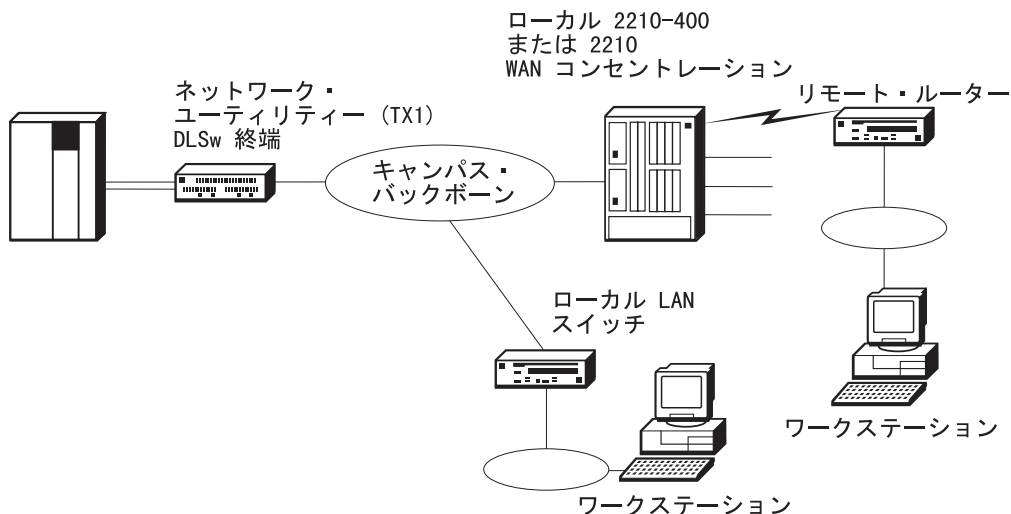 ローカル 2210-400
または 2210
WAN コンセントレーション
ネットワーク・
ユーティリティー (TX1)
DLSw 終端
リモート・ルーター
キャンパス・
バックボーン
ローカル LAN
スイッチ
ワークステーション
ワークステーション